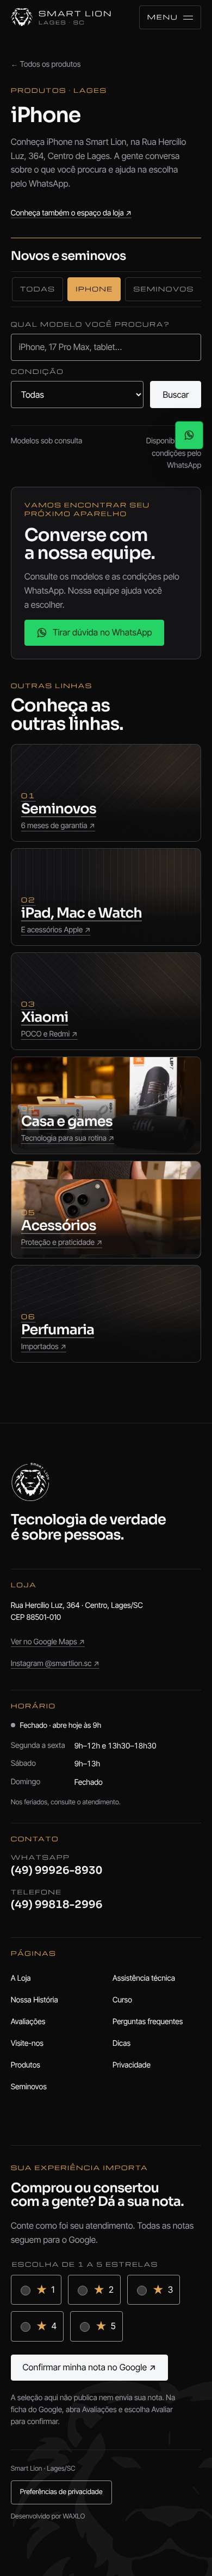 SMART LION
LAGES · SC
MENU
← Todos os produtos
PRODUTOS · LAGES
iPhone
Conheça iPhone na Smart Lion, na Rua Hercílio
Luz, 364, Centro de Lages. A gente conversa
sobre o que você procura e ajuda na escolha
pelo WhatsApp.
Conheça também o espaço da loja ↗
Novos e seminovos
TODAS
IPHONE
SEMINOVOS
QUAL MODELO VOCÊ PROCURA?
iPhone, 17 Pro Max, tablet...
CONDIÇÃO
Todas
Buscar
Modelos sob consulta
condições pelo
WhatsApp
VAMOS ENCONTRAR SEU
PRÓXIMO APARELHO
Converse com
a nossa equipe.
Consulte os modelos e as condições pelo
WhatsApp. Nossa equipe ajuda você
a escolher.
Tirar dúvida no WhatsApp
OUTRAS LINHAS
Conheça as
outras linhas.
01
Seminovos
6 meses de garantia ↗
02
iPad, Mac e Watch
E acessórios Apple ↗
03
Xiaomi
POCO e Redmi ↗
Casa e games
Tecnologia para sua rotina ↗
05
Acessórios
Proteção e praticidade ↗
06
Perfumaria
Importados ↗
Tecnologia de verdade
é sobre pessoas.
LOJA
Rua Hercílio Luz, 364 · Centro, Lages/SC
CEP 88501-010
Ver no Google Maps ↗
Instagram @smartlion.sc ↗
HORÁRIO
Fechado · abre hoje às 9h
Segunda a sexta 9h–12h e 13h30–18h30
Sábado 9h–13h
Domingo Fechado
Nos feriados, consulte o atendimento.
CONTATO
WHATSAPP
(49) 99926-8930
TELEFONE
(49) 99818-2996
PÁGINAS
A Loja Assistência técnica
Nossa História Curso
Avaliações Perguntas frequentes
Visite-nos Dicas
Produtos Privacidade
Seminovos
SUA EXPERIÊNCIA IMPORTA
Comprou ou consertou
com a gente? Dá a sua nota.
Conte como foi seu atendimento. Todas as notas
seguem para o Google.
ESCOLHA DE 1 A 5 ESTRELAS
★ 1 ★ 2 ★ 3
★ 4 ★ 5
Confirmar minha nota no Google ↗
A seleção aqui não publica nem envia sua nota. Na
ficha do Google, abra Avaliações e escolha Avaliar
para confirmar.
Smart Lion · Lages/SC
Preferências de privacidade
Desenvolvido por WAXLO